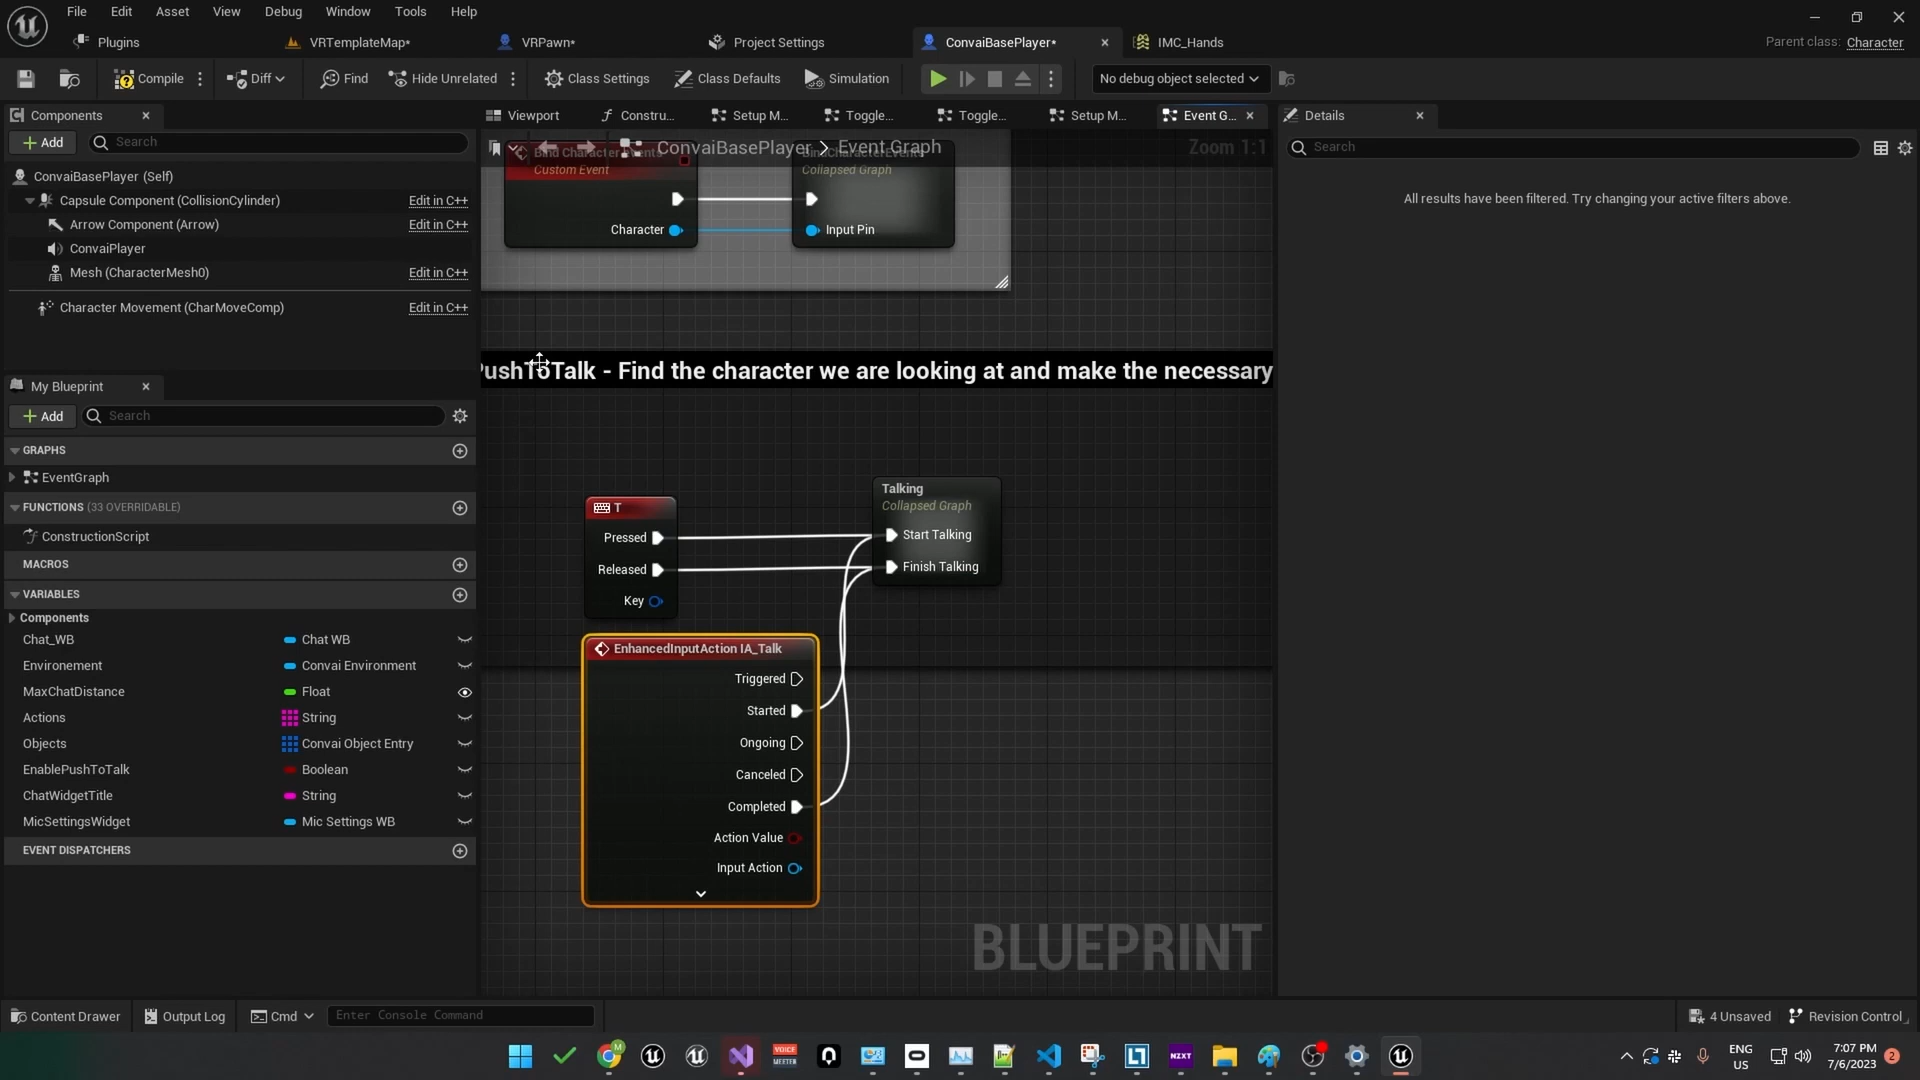 File Edit Asset View Debug Window Tools Help
Plugins VRTemplateMap* VRPawn* Project Settings ConvaiBasePlayer* IMC_Hands Parent class: Character
Compile Diff Find Hide Unrelated Class Settings Class Defaults Simulation No debug object selected
Components Viewport Constru... Setup M... Toggle... Toggle... Setup M... Event G... Details
Add Search
ConvaiBasePlayer > Event Graph Zoom 1:1
Search
ConvaiBasePlayer (Self)
Capsule Component (CollisionCylinder) Edit in C++
Arrow Component (Arrow) Edit in C++
ConvaiPlayer
Mesh (CharacterMesh0) Edit in C++
Character Movement (CharMoveComp) Edit in C++
Bind Character Events
Custom Event
Character
Collapsed Graph
Input Pin
All results have been filtered. Try changing your active filters above.
PushToTalk - Find the character we are looking at and make the necessary
My Blueprint
Add Search
GRAPHS
EventGraph
FUNCTIONS (33 OVERRIDABLE)
ConstructionScript
MACROS
VARIABLES
Components
Chat_WB Chat WB
Environement Convai Environment
MaxChatDistance Float
Actions String
Objects Convai Object Entry
EnablePushToTalk Boolean
ChatWidgetTitle String
MicSettingsWidget Mic Settings WB
EVENT DISPATCHERS
T
Pressed
Released
Key
Talking
Collapsed Graph
Start Talking
Finish Talking
EnhancedInputAction IA_Talk
Triggered
Started
Ongoing
Canceled
Completed
Action Value
Input Action
BLUEPRINT
Content Drawer Output Log Cmd Enter Console Command 4 Unsaved Revision Control
VOICE
MEETER
NZXT
ENG
US
7:07 PM
7/6/2023
2